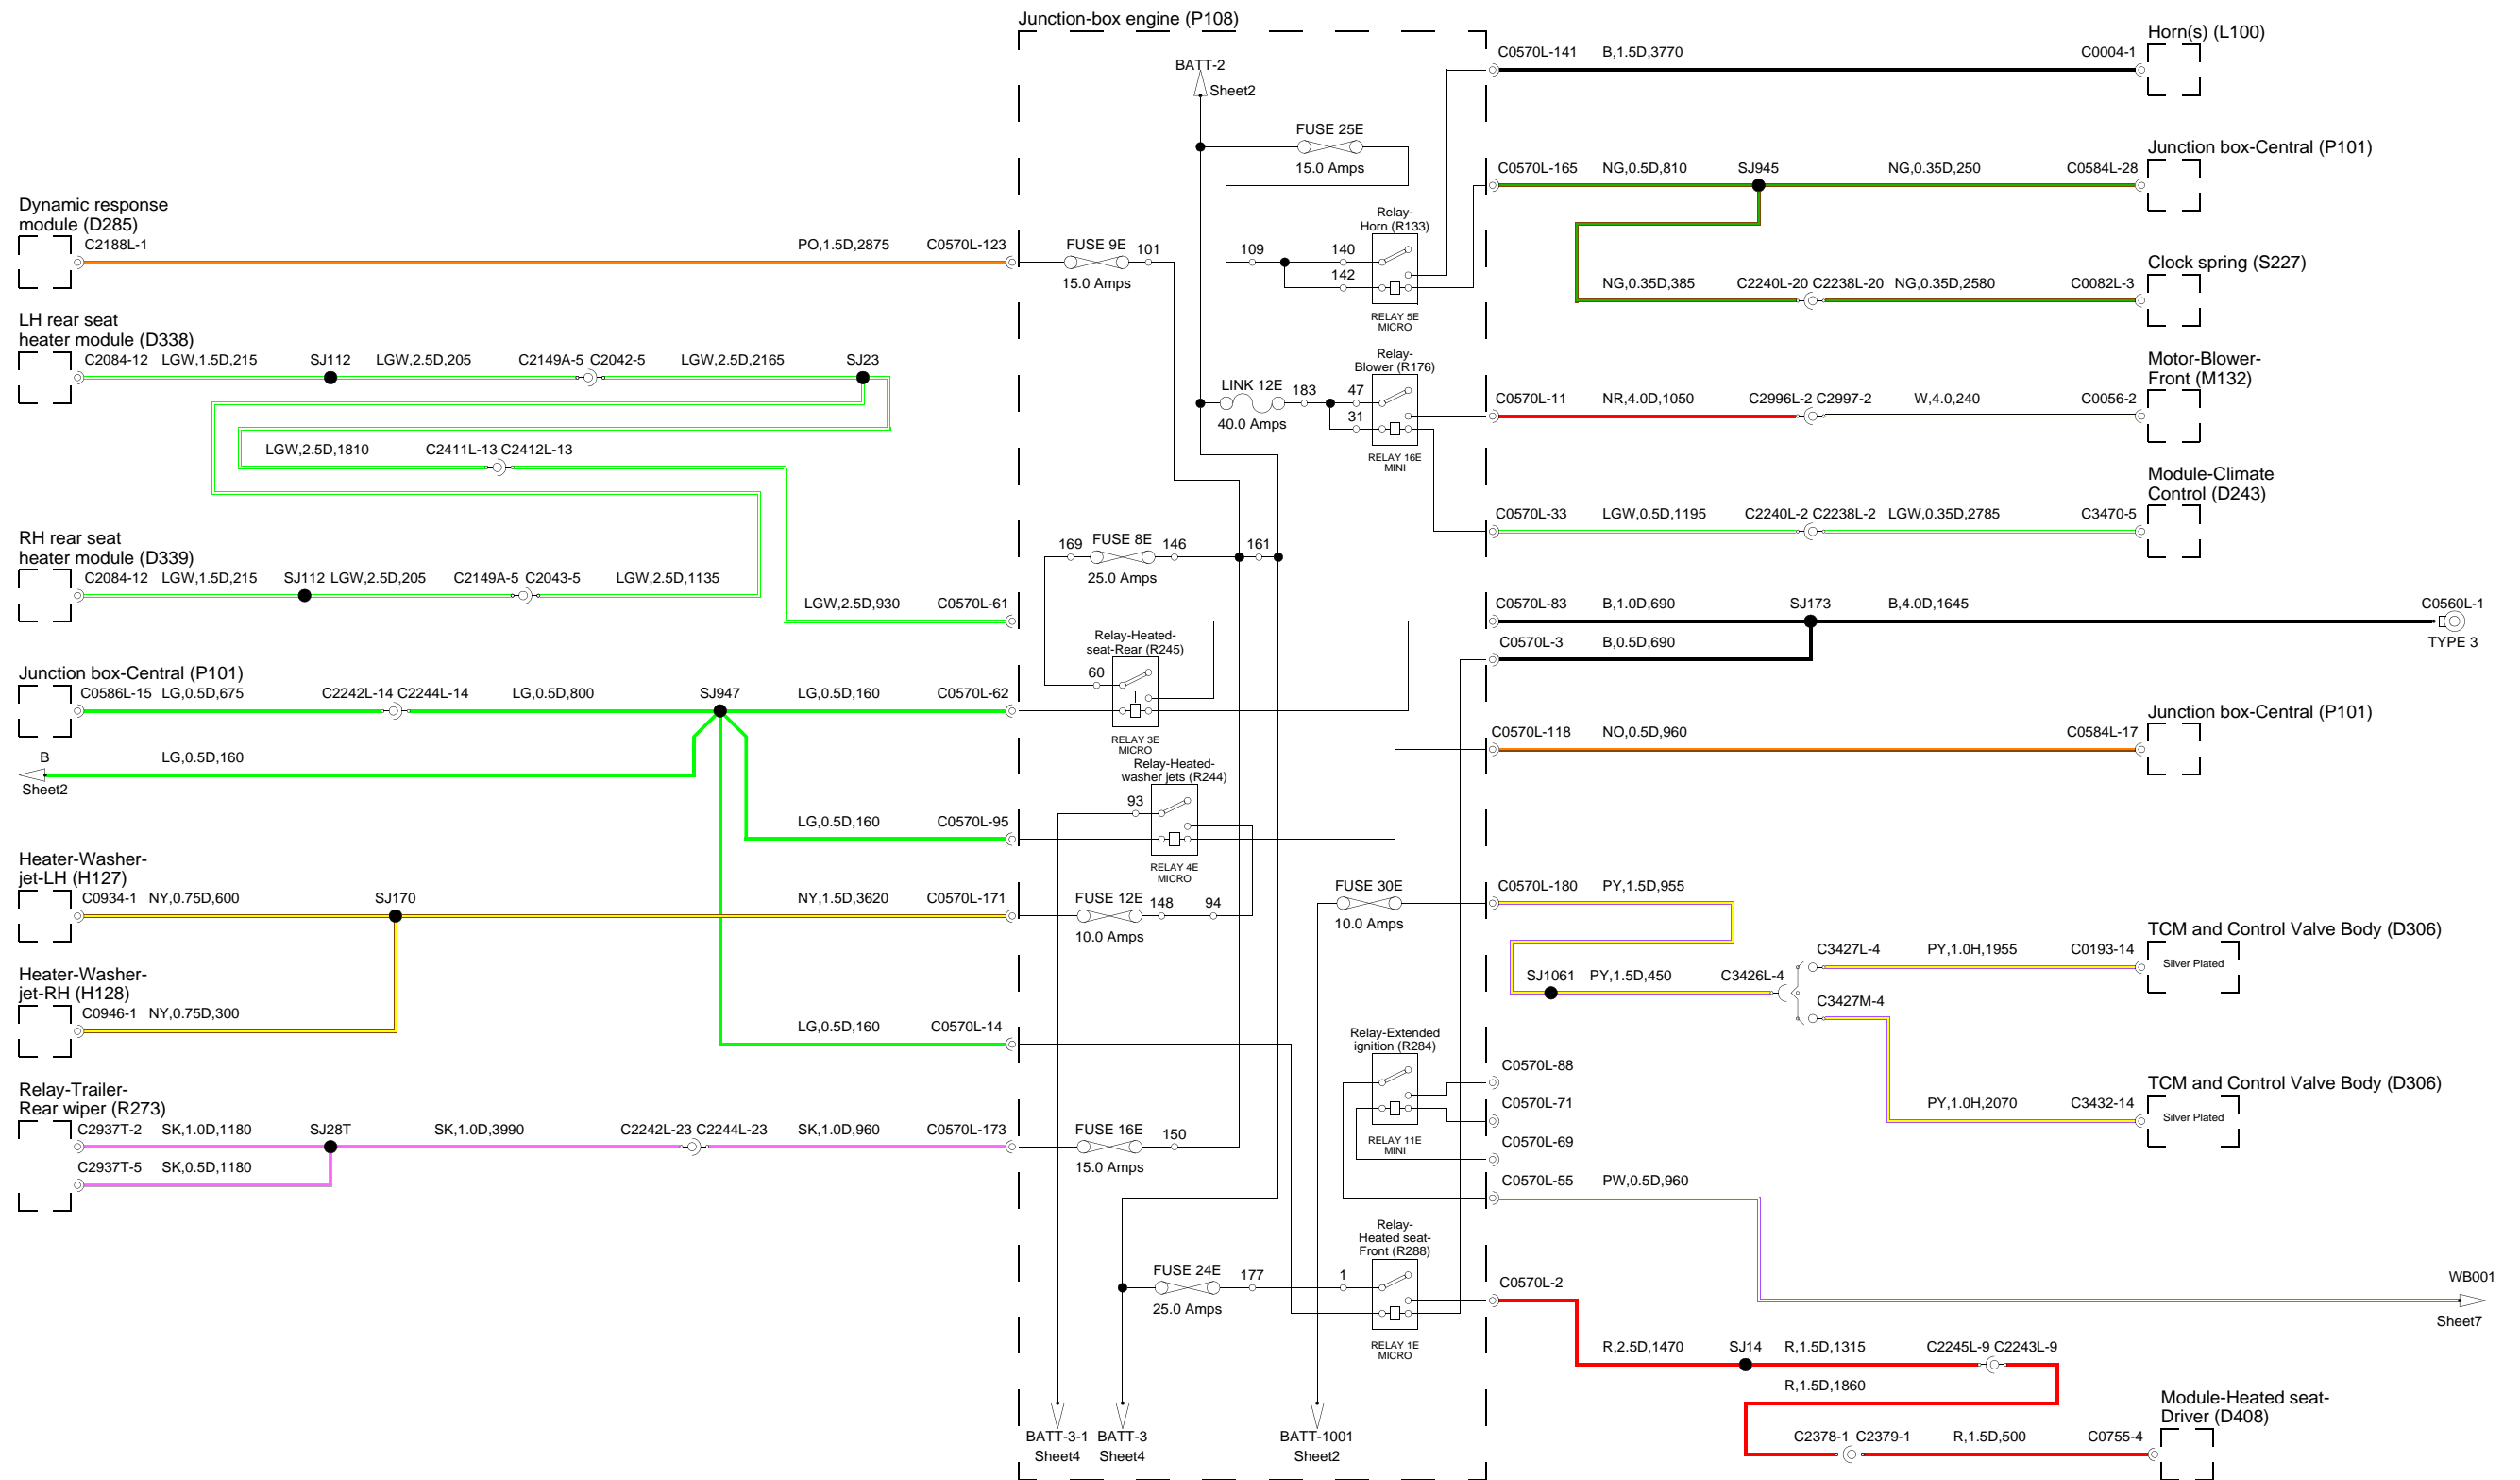 Junction-box engine (P108)
BATT-2
Sheet2
FUSE 25E
15.0 Amps
Relay-
Horn (R133)
109
140
142
RELAY 5E
MICRO
FUSE 9E
101
15.0 Amps
Relay-
Blower (R176)
LINK 12E
183
47
31
40.0 Amps
RELAY 16E
MINI
169
FUSE 8E
146
161
25.0 Amps
Relay-Heated-
seat-Rear (R245)
60
RELAY 3E
MICRO
Relay-Heated-
washer jets (R244)
93
RELAY 4E
MICRO
FUSE 12E
148
94
10.0 Amps
FUSE 30E
10.0 Amps
Relay-Extended
ignition (R284)
RELAY 11E
MINI
FUSE 16E
150
15.0 Amps
Relay-
Heated seat-
Front (R288)
FUSE 24E
177
1
25.0 Amps
RELAY 1E
MICRO
BATT-3-1
Sheet4
BATT-3
Sheet4
BATT-1001
Sheet2
Dynamic response
module (D285)
C2188L-1
PO,1.5D,2875
C0570L-123
LH rear seat
heater module (D338)
C2084-12
LGW,1.5D,215
SJ112
LGW,2.5D,205
C2149A-5 C2042-5
LGW,2.5D,2165
SJ23
LGW,2.5D,1810
C2411L-13 C2412L-13
RH rear seat
heater module (D339)
C2084-12
LGW,1.5D,215
SJ112 LGW,2.5D,205
C2149A-5 C2043-5
LGW,2.5D,1135
LGW,2.5D,930
C0570L-61
Junction box-Central (P101)
C0586L-15 LG,0.5D,675
C2242L-14 C2244L-14
LG,0.5D,800
SJ947
LG,0.5D,160
C0570L-62
B
LG,0.5D,160
Sheet2
LG,0.5D,160
C0570L-95
Heater-Washer-
jet-LH (H127)
C0934-1 NY,0.75D,600
SJ170
NY,1.5D,3620
C0570L-171
Heater-Washer-
jet-RH (H128)
C0946-1 NY,0.75D,300
LG,0.5D,160
C0570L-14
Relay-Trailer-
Rear wiper (R273)
C2937T-2
SK,1.0D,1180
SJ28T
SK,1.0D,3990
C2242L-23 C2244L-23
SK,1.0D,960
C0570L-173
C2937T-5
SK,0.5D,1180
Horn(s) (L100)
C0570L-141
B,1.5D,3770
C0004-1
Junction box-Central (P101)
C0570L-165
NG,0.5D,810
SJ945
NG,0.35D,250
C0584L-28
Clock spring (S227)
NG,0.35D,385
C2240L-20 C2238L-20
NG,0.35D,2580
C0082L-3
Motor-Blower-
Front (M132)
C0570L-11
NR,4.0D,1050
C2996L-2 C2997-2
W,4.0,240
C0056-2
Module-Climate
Control (D243)
C0570L-33
LGW,0.5D,1195
C2240L-2 C2238L-2
LGW,0.35D,2785
C3470-5
C0570L-83
B,1.0D,690
SJ173
B,4.0D,1645
C0560L-1
TYPE 3
C0570L-3
B,0.5D,690
Junction box-Central (P101)
C0570L-118
NO,0.5D,960
C0584L-17
C0570L-180
PY,1.5D,955
TCM and Control Valve Body (D306)
C3427L-4
PY,1.0H,1955
C0193-14
Silver Plated
SJ1061
PY,1.5D,450
C3426L-4
C3427M-4
TCM and Control Valve Body (D306)
PY,1.0H,2070
C3432-14
Silver Plated
C0570L-88
C0570L-71
C0570L-69
C0570L-55
PW,0.5D,960
WB001
Sheet7
C0570L-2
R,2.5D,1470
SJ14
R,1.5D,1315
C2245L-9 C2243L-9
R,1.5D,1860
Module-Heated seat-
Driver (D408)
C2378-1 C2379-1
R,1.5D,500
C0755-4